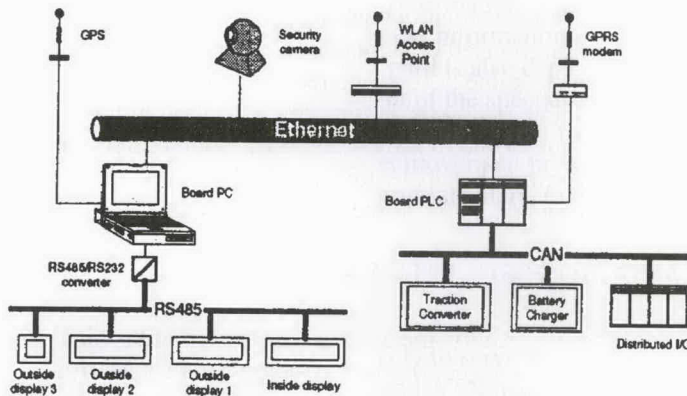 GPS
Security
camera
WLAN
Access
Point
GPRS
modem
Ethernet
Board PC
Board PLC
RS485/RS232
converter
CAN
RS485
Traction
Converter
Battery
Charger
Distributed I/O
Outside
display 3
Outside
display 2
Outside
display 1
Inside display